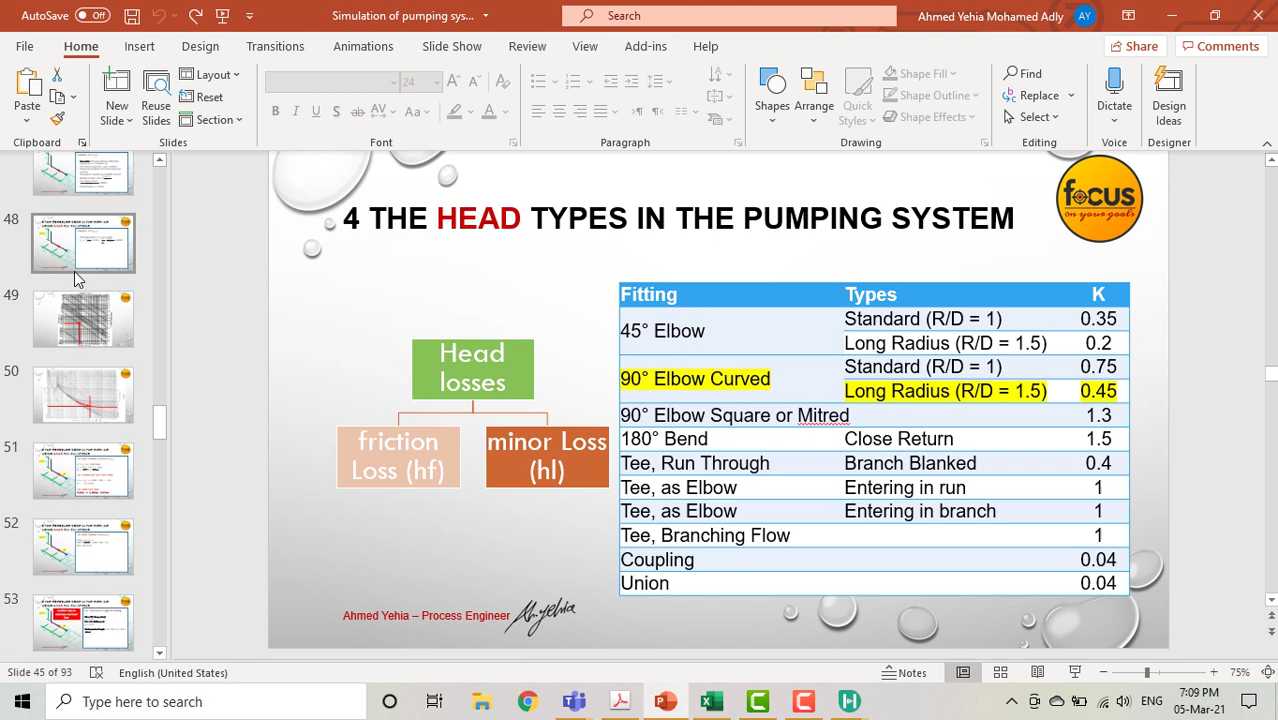 AutoSave Off Simulation of pumping sys... Search Ahmed Yehia Mohamed Adly AY
File Home Insert Design Transitions Animations Slide Show Review View Add-ins Help Share Comments
Paste New Slide Reuse Slides Layout Reset Section
24
B I U S ab AV Aa A
Shapes Arrange Quick Styles Shape Fill Shape Outline Shape Effects
Find Replace Select
Dictate Design Ideas
Clipboard Slides Font Paragraph Drawing Editing Voice Designer
48
49
50
51
52
53
4 THE HEAD TYPES IN THE PUMPING SYSTEM
focus
on your goals
Head losses
friction Loss (hf)
minor Loss (hl)
Fitting Types K
45° Elbow Standard (R/D = 1) 0.35
Long Radius (R/D = 1.5) 0.2
90° Elbow Curved Standard (R/D = 1) 0.75
Long Radius (R/D = 1.5) 0.45
90° Elbow Square or Mitred 1.3
180° Bend Close Return 1.5
Tee, Run Through Branch Blanked 0.4
Tee, as Elbow Entering in run 1
Tee, as Elbow Entering in branch 1
Tee, Branching Flow 1
Coupling 0.04
Union 0.04
Ahmed Yehia – Process Engineer
Slide 45 of 93 English (United States) Notes 75%
Type here to search
ENG
7:09 PM
05-Mar-21